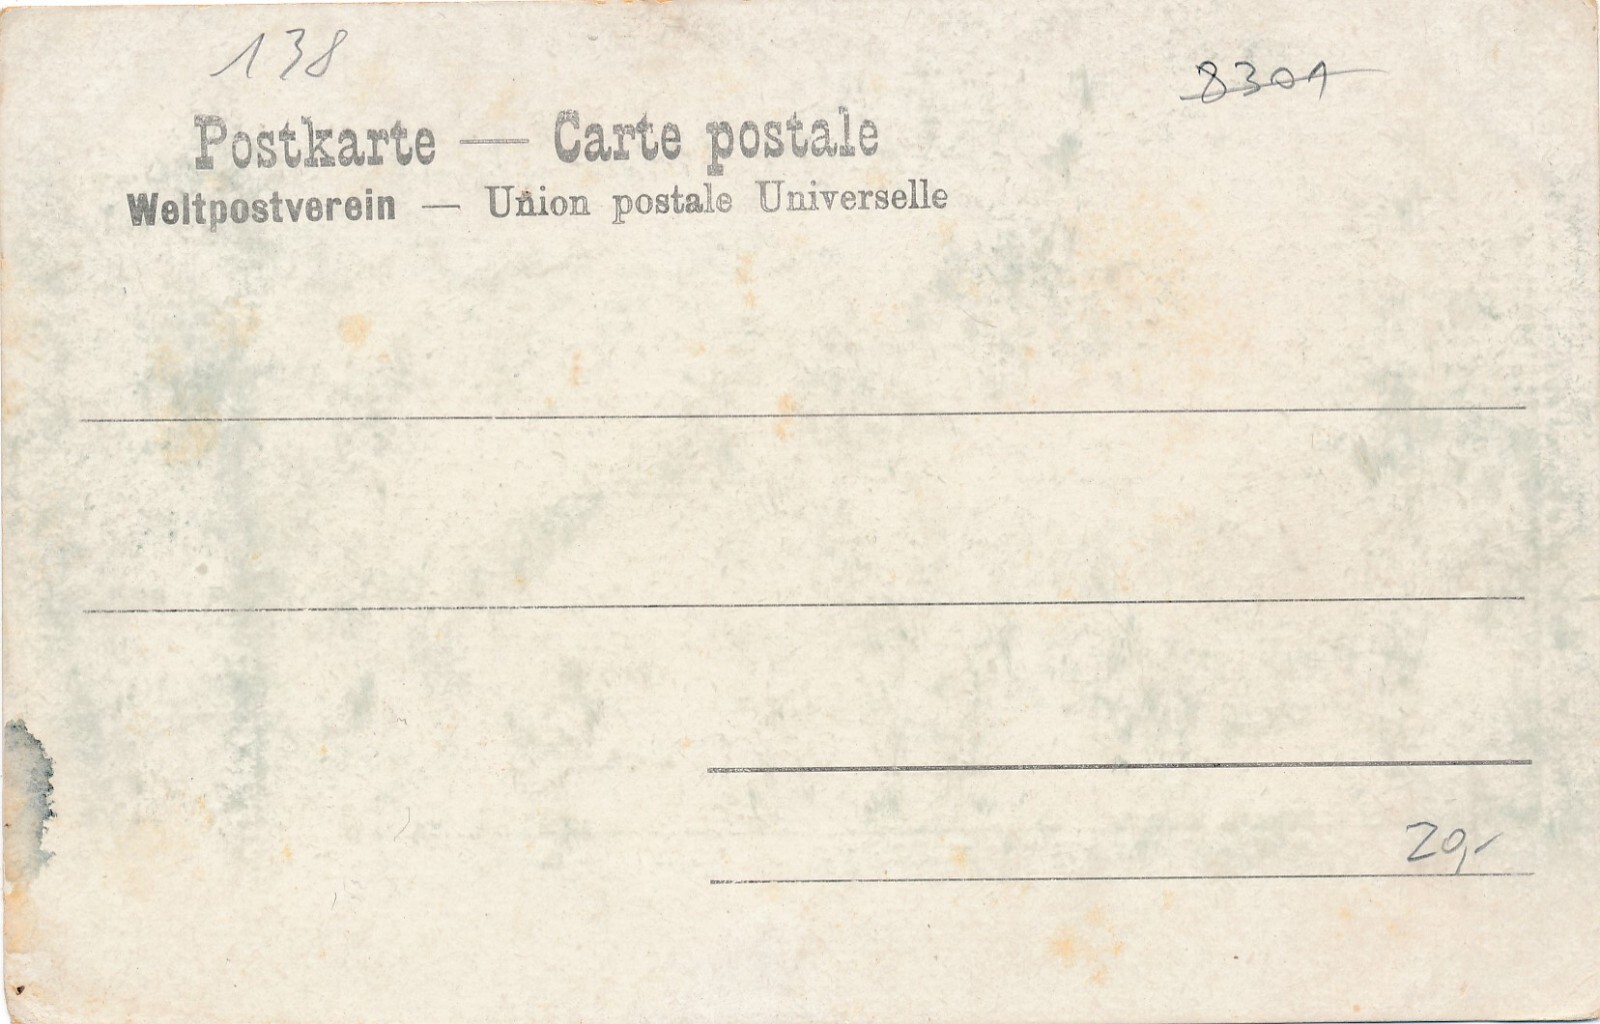 138
8301
Postkarte — Carte postale
Weltpostverein — Union postale Universelle
20,-